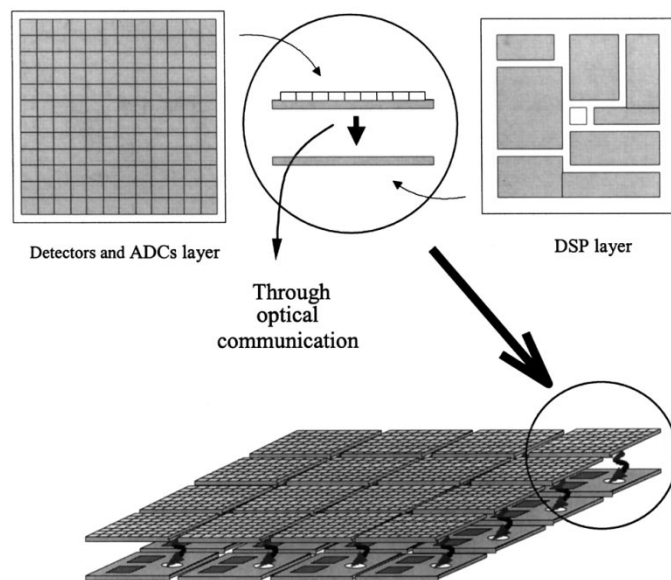 Detectors and ADCs layer
DSP layer
Through
optical
communication